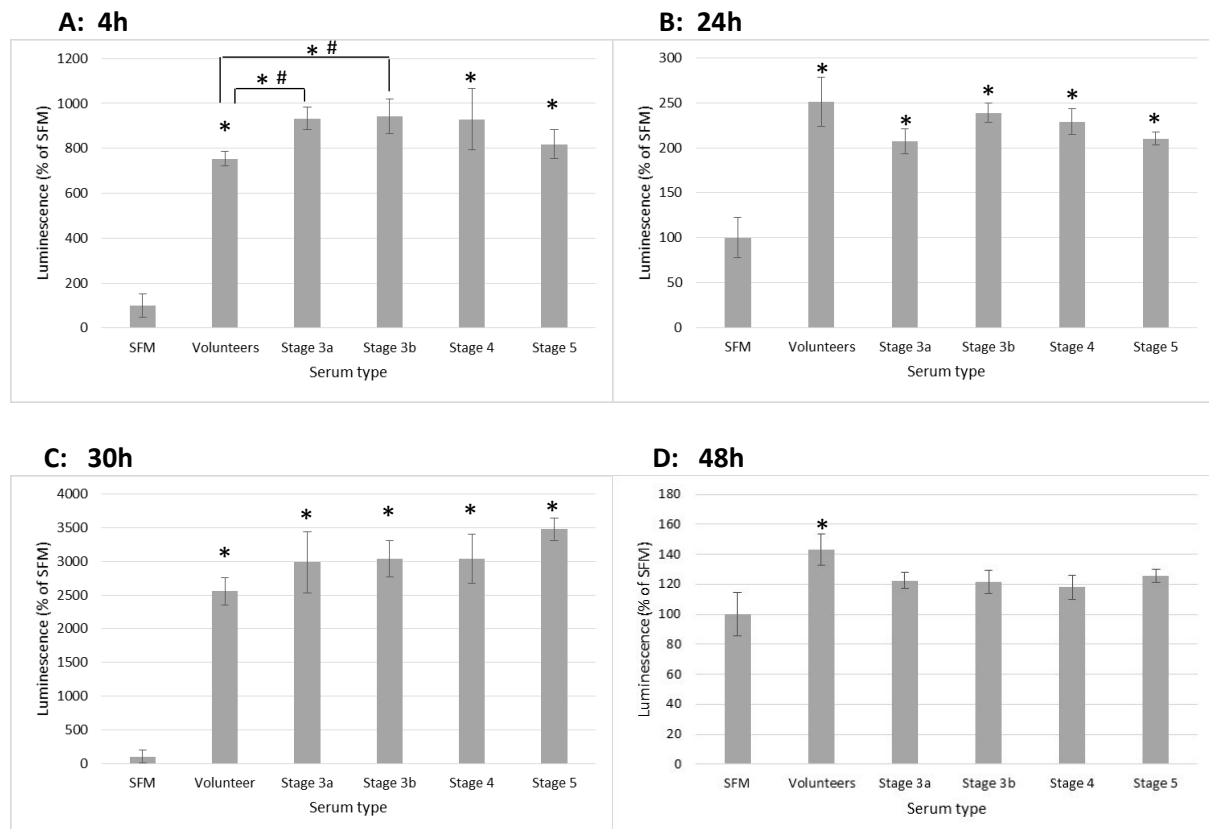 A: 4h
Luminescence (% of SFM)
1200
1000
800
600
400
200
0
* #
* #
*
*
*
SFM Volunteers Stage 3a Stage 3b Stage 4 Stage 5
Serum type
B: 24h
Luminescence (% of SFM)
300
250
200
150
100
50
0
* * * * *
SFM Volunteers Stage 3a Stage 3b Stage 4 Stage 5
Serum type
C: 30h
Luminescence (% of SFM)
4000
3500
3000
2500
2000
1500
1000
500
0
* * * * *
SFM Volunteer Stage 3a Stage 3b Stage 4 Stage 5
Serum type
D: 48h
Luminescence (% of SFM)
180
160
140
120
100
80
60
40
20
0
*
SFM Volunteers Stage 3a Stage 3b Stage 4 Stage 5
Serum type